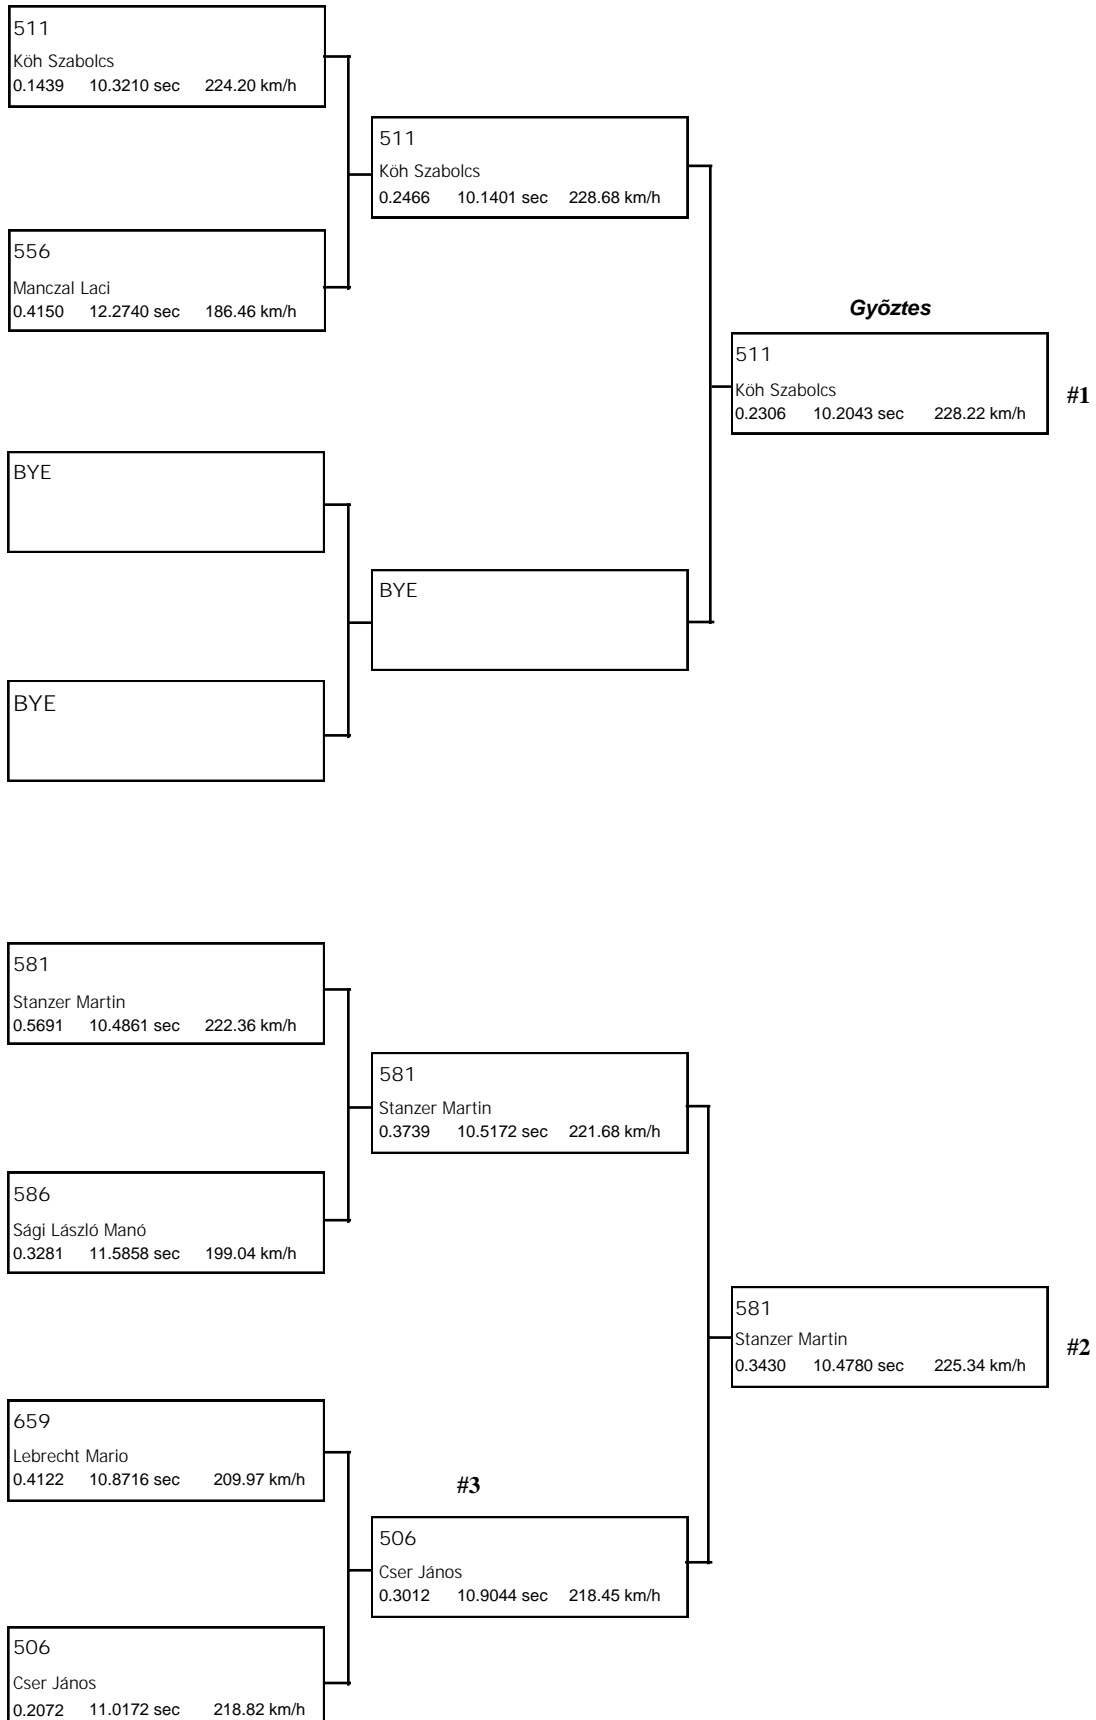 511
Köh Szabolcs
0.1439 10.3210 sec 224.20 km/h
511
Köh Szabolcs
0.2466 10.1401 sec 228.68 km/h
556
Manczal Laci
0.4150 12.2740 sec 186.46 km/h
Gyõztes
511
Köh Szabolcs
0.2306 10.2043 sec 228.22 km/h
#1
BYE
BYE
BYE
581
Stanzer Martin
0.5691 10.4861 sec 222.36 km/h
581
Stanzer Martin
0.3739 10.5172 sec 221.68 km/h
586
Sági László Manó
0.3281 11.5858 sec 199.04 km/h
581
Stanzer Martin
0.3430 10.4780 sec 225.34 km/h
#2
659
Lebrecht Mario
0.4122 10.8716 sec 209.97 km/h
#3
506
Cser János
0.3012 10.9044 sec 218.45 km/h
506
Cser János
0.2072 11.0172 sec 218.82 km/h